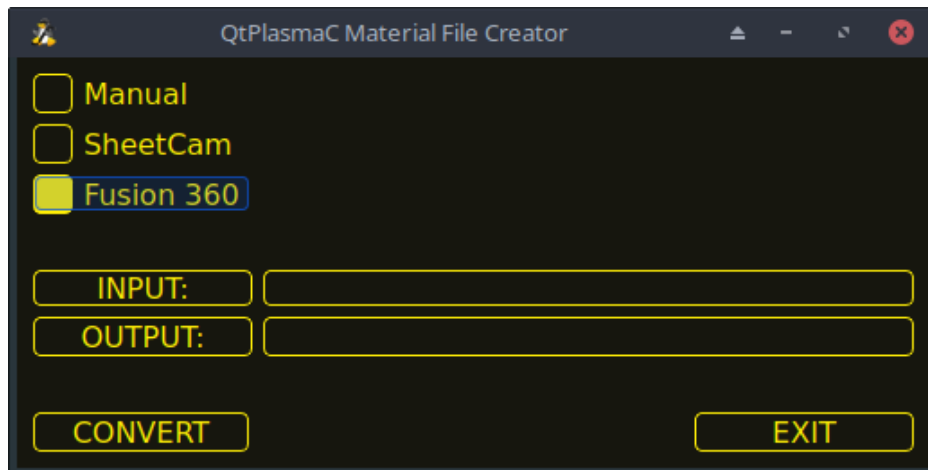 QtPlasmaC Material File Creator
Manual
SheetCam
Fusion 360
INPUT:
OUTPUT:
CONVERT EXIT